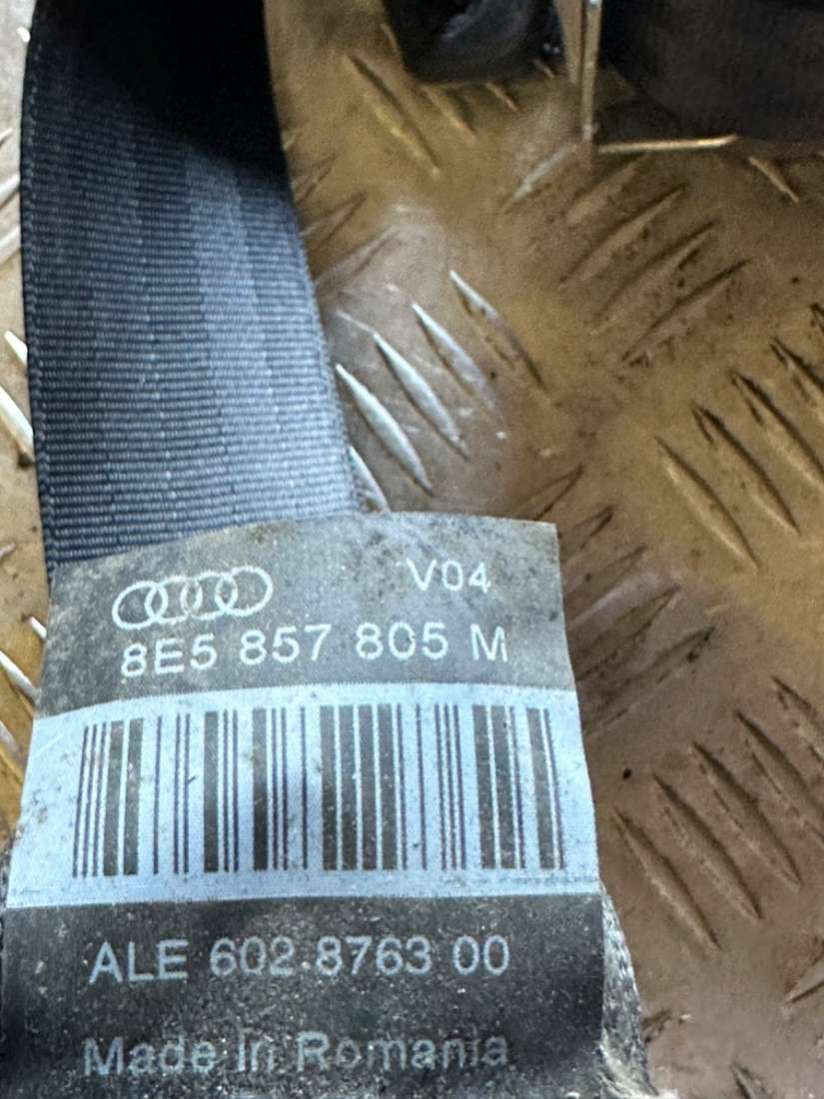 V04
8E5 857 805 M
ALE 602 8763 00
Made in Romania